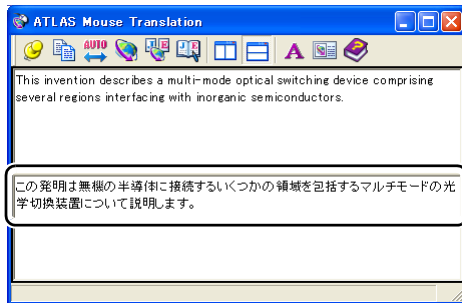 ATLAS Mouse Translation
AUTO
A
This invention describes a multi-mode optical switching device comprising
several regions interfacing with inorganic semiconductors.
この発明は無機の半導体に接続するいくつかの領域を包括するマルチモードの光
学切換装置について説明します。